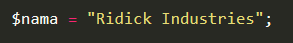 $nama = "Ridick Industries";